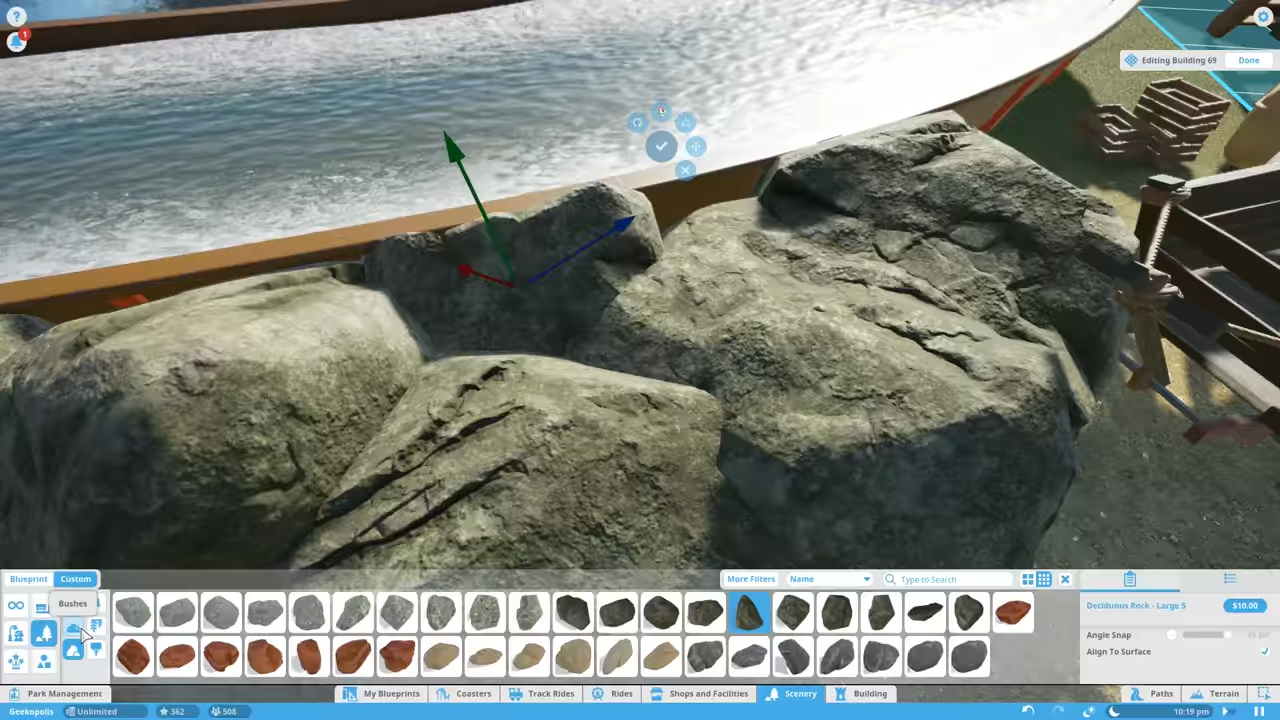 ?
1
Editing Building 69
Done
Blueprint
Custom
More Filters
Name
Type to Search
Bushes
Deciduous Rock - Large 5
$10.00
Angle Snap
Align To Surface
Park Management
My Blueprints
Coasters
Track Rides
Rides
Shops and Facilities
Scenery
Building
Paths
Terrain
Geekopolis
Unlimited
362
508
10:19 pm